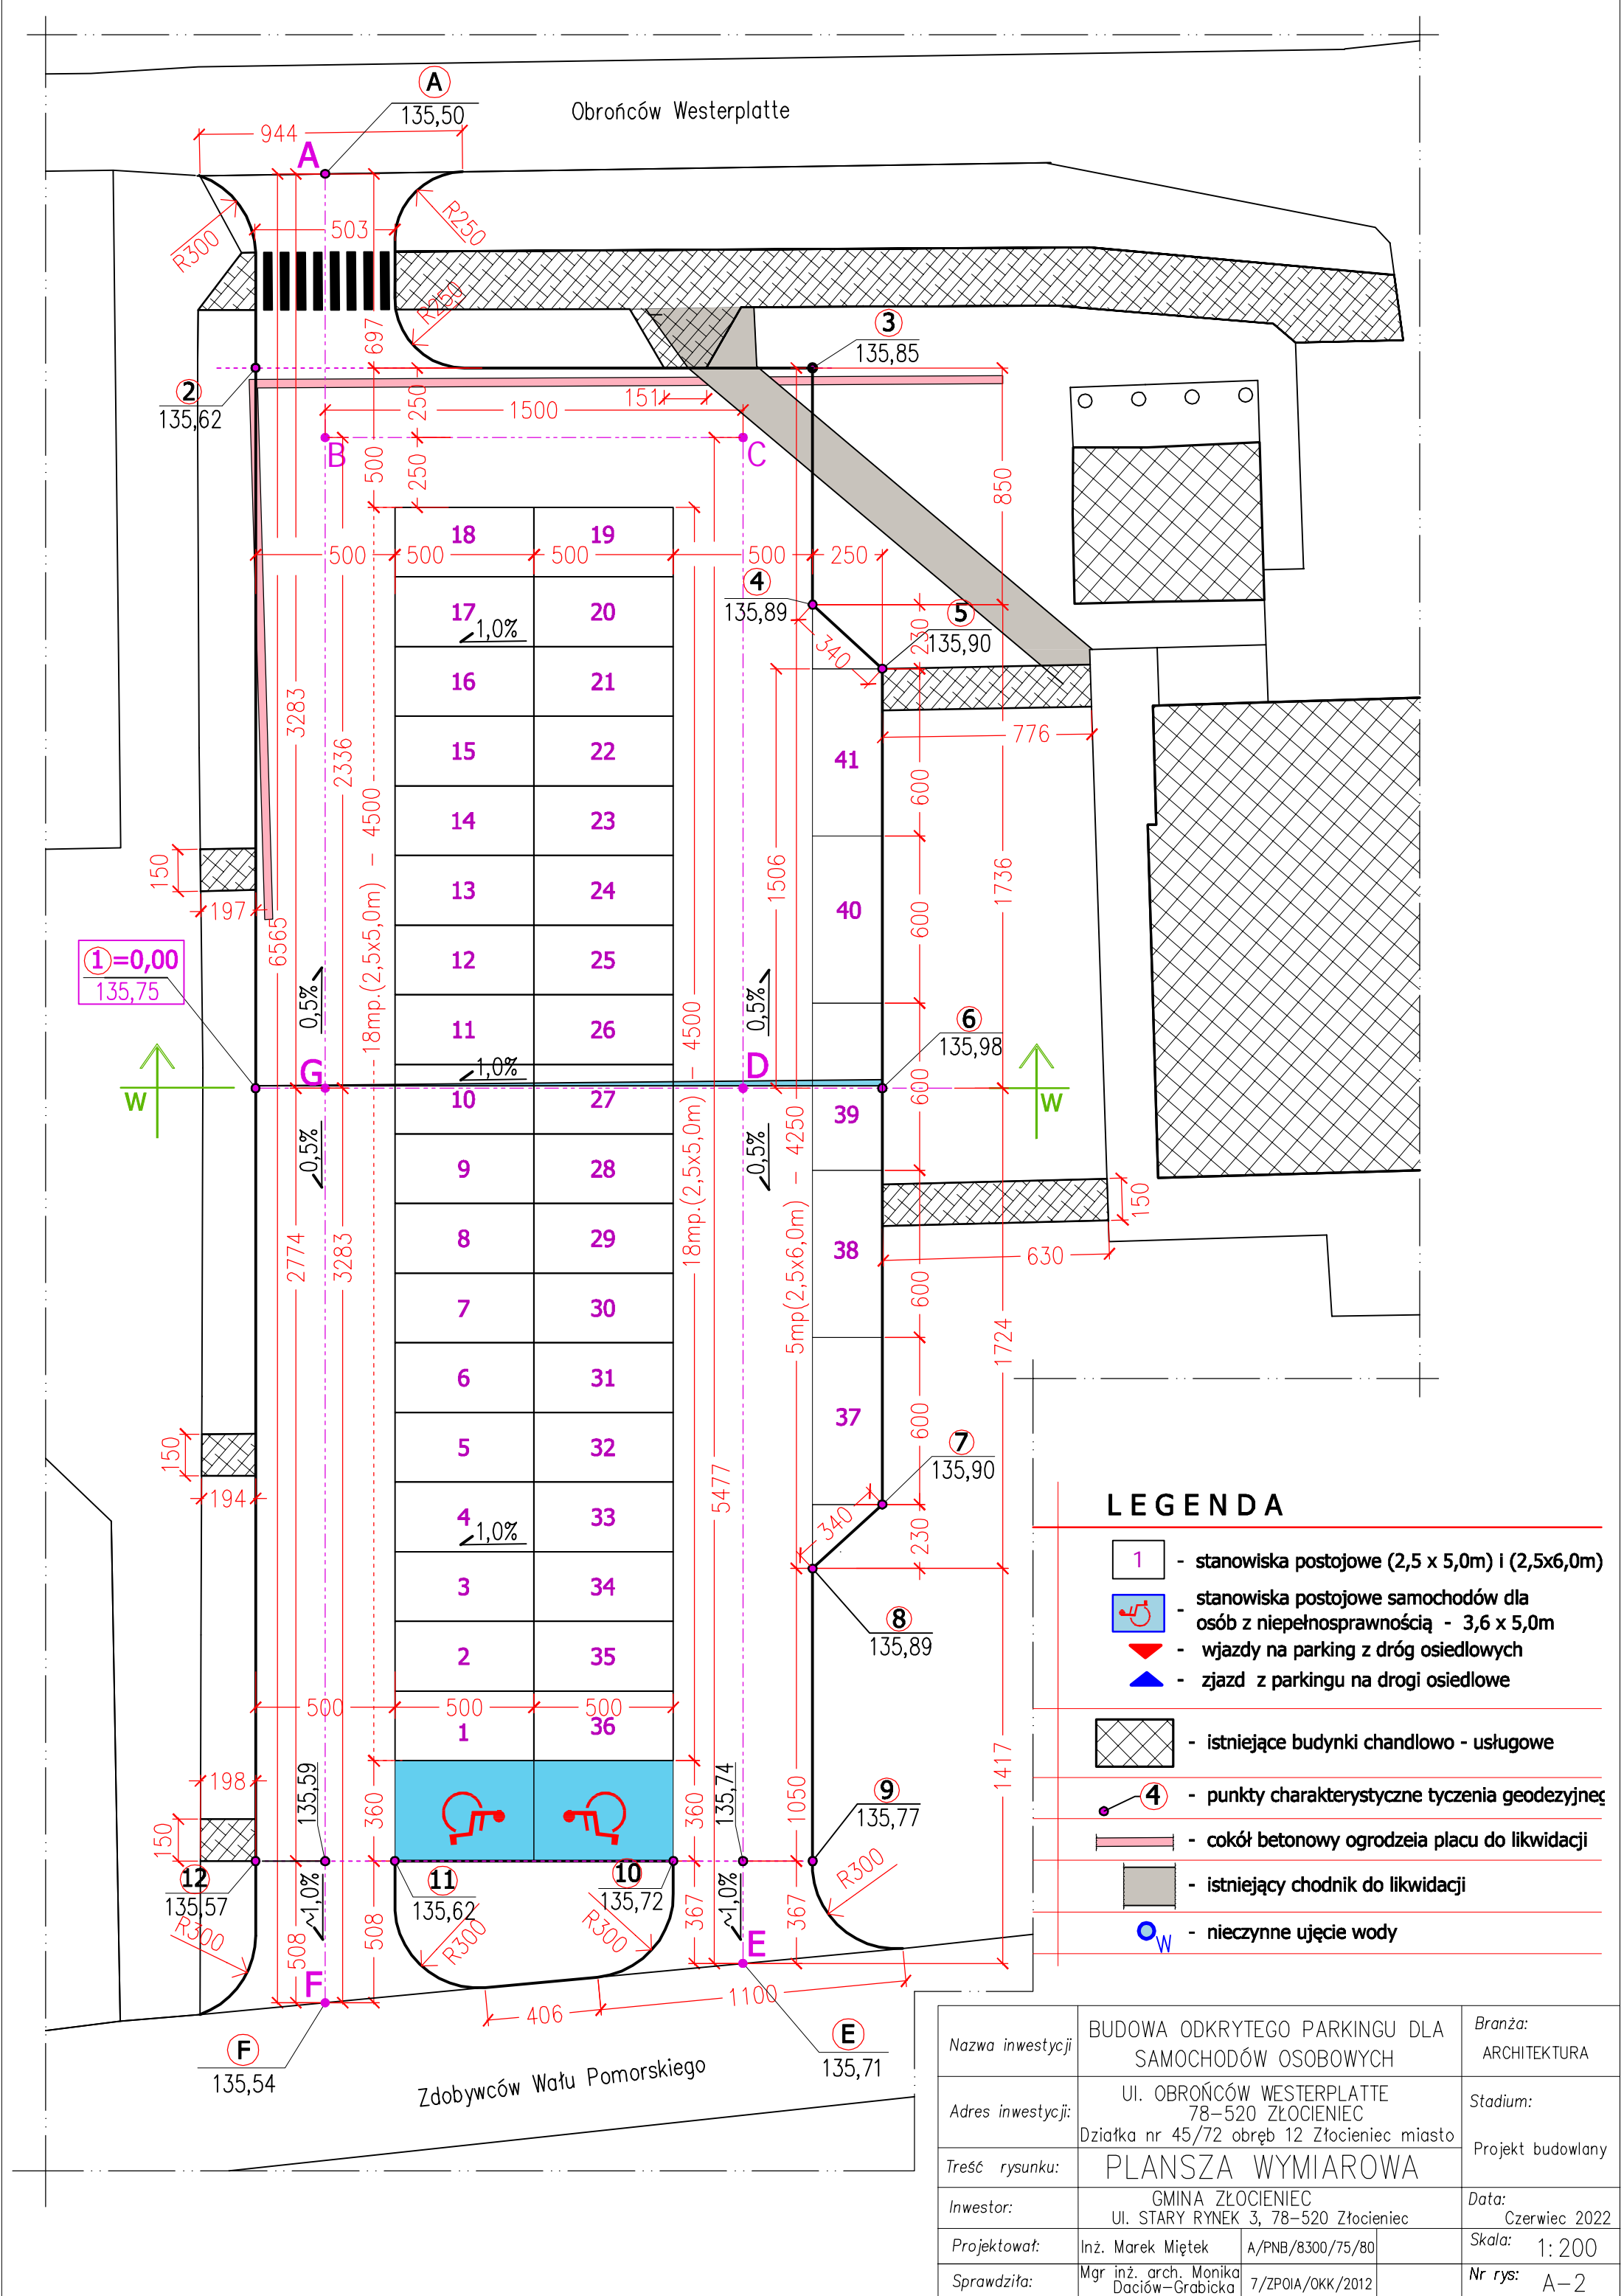 A
135,50
Obrońców Westerplatte
944
A
R300
503
R250
R250
697
3
135,85
2
135,62
250
151
1500
B
C
500
250
850
18
19
500
500
500
500
250
4
135,89
5
135,90
230
340
17
20
1,0%
16
21
776
3283
2336
15
22
41
600
14
23
18mp.(2,5x5,0m) - 4500
1506
1736
150
13
24
40
600
197
6565
1=0,00
135,75
12
25
0,5%
0,5%
11
26
6
135,98
1,0%
G
D
W
W
10
27
39
600
0,5%
0,5%
18mp.(2,5x5,0m) - 4500
5mp(2,5x6,0m) - 4250
9
28
150
8
29
38
630
2774
3283
600
7
30
1724
6
31
37
600
150
5
32
7
135,90
194
5477
4
33
1,0%
340
230
3
34
8
135,89
2
35
500
500
500
1
36
198
135,59
135,74
360
360
1050
1417
9
135,77
150
12
135,57
11
135,62
10
135,72
~1,0%
~1,0%
R300
R300
R300
R300
508
508
367
367
E
F
406
1100
F
135,54
E
135,71
Zdobywców Wału Pomorskiego
LEGENDA
1 - stanowiska postojowe (2,5 x 5,0m) i (2,5x6,0m)
- stanowiska postojowe samochodów dla
osób z niepełnosprawnością - 3,6 x 5,0m
- wjazdy na parking z dróg osiedlowych
- zjazd z parkingu na drogi osiedlowe
- istniejące budynki chandlowo - usługowe
4 - punkty charakterystyczne tyczenia geodezyjneg
- cokół betonowy ogrodzeia placu do likwidacji
- istniejący chodnik do likwidacji
W - nieczynne ujęcie wody
Nazwa inwestycji
BUDOWA ODKRYTEGO PARKINGU DLA
SAMOCHODÓW OSOBOWYCH
Branża:
ARCHITEKTURA
Adres inwestycji:
Ul. OBROŃCÓW WESTERPLATTE
78-520 ZŁOCIENIEC
Działka nr 45/72 obręb 12 Złocieniec miasto
Stadium:
Projekt budowlany
Treść rysunku:
PLANSZA WYMIAROWA
Inwestor:
GMINA ZŁOCIENIEC
Ul. STARY RYNEK 3, 78-520 Złocieniec
Data:
Czerwiec 2022
Projektował:
Inż. Marek Miętek
A/PNB/8300/75/80
Skala:
1:200
Sprawdziła:
Mgr inż. arch. Monika
Daciów-Grabicka
7/ZPOIA/OKK/2012
Nr rys:
A-2